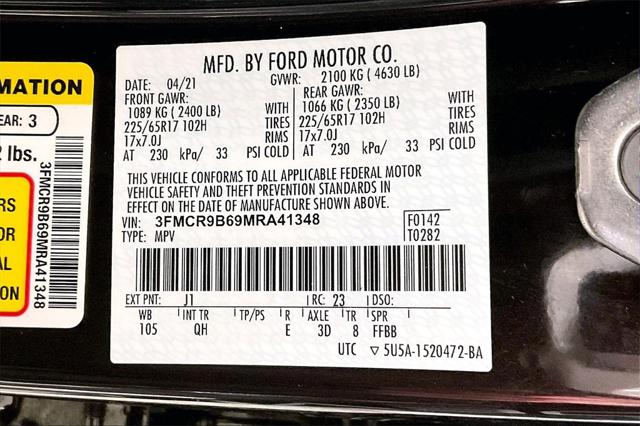 MATION
EAR: 3
2 lbs.
RS
OR
AL
ION
3FMCR9B69MRA41348
MFD. BY FORD MOTOR CO.
DATE: 04/21 GVWR: 2100 KG ( 4630 LB)
FRONT GAWR: REAR GAWR:
1089 KG ( 2400 LB) WITH 1066 KG ( 2350 LB) WITH
225/65R17 102H TIRES 225/65R17 102H TIRES
17x7.0J RIMS 17x7.0J RIMS
AT 230 kPa/ 33 PSI COLD AT 230 kPa/ 33 PSI COLD
THIS VEHICLE CONFORMS TO ALL APPLICABLE FEDERAL MOTOR
VEHICLE SAFETY AND THEFT PREVENTION STANDARDS IN
EFFECT ON THE DATE OF MANUFACTURE SHOWN ABOVE.
VIN: 3FMCR9B69MRA41348 F0142
TYPE: MPV T0282
EXT PNT: J1 RC: 23 DSO:
WB INT TR TP/PS R AXLE TR SPR
105 QH E 3D 8 FFBB
UTC ▽ 5U5A-1520472-BA